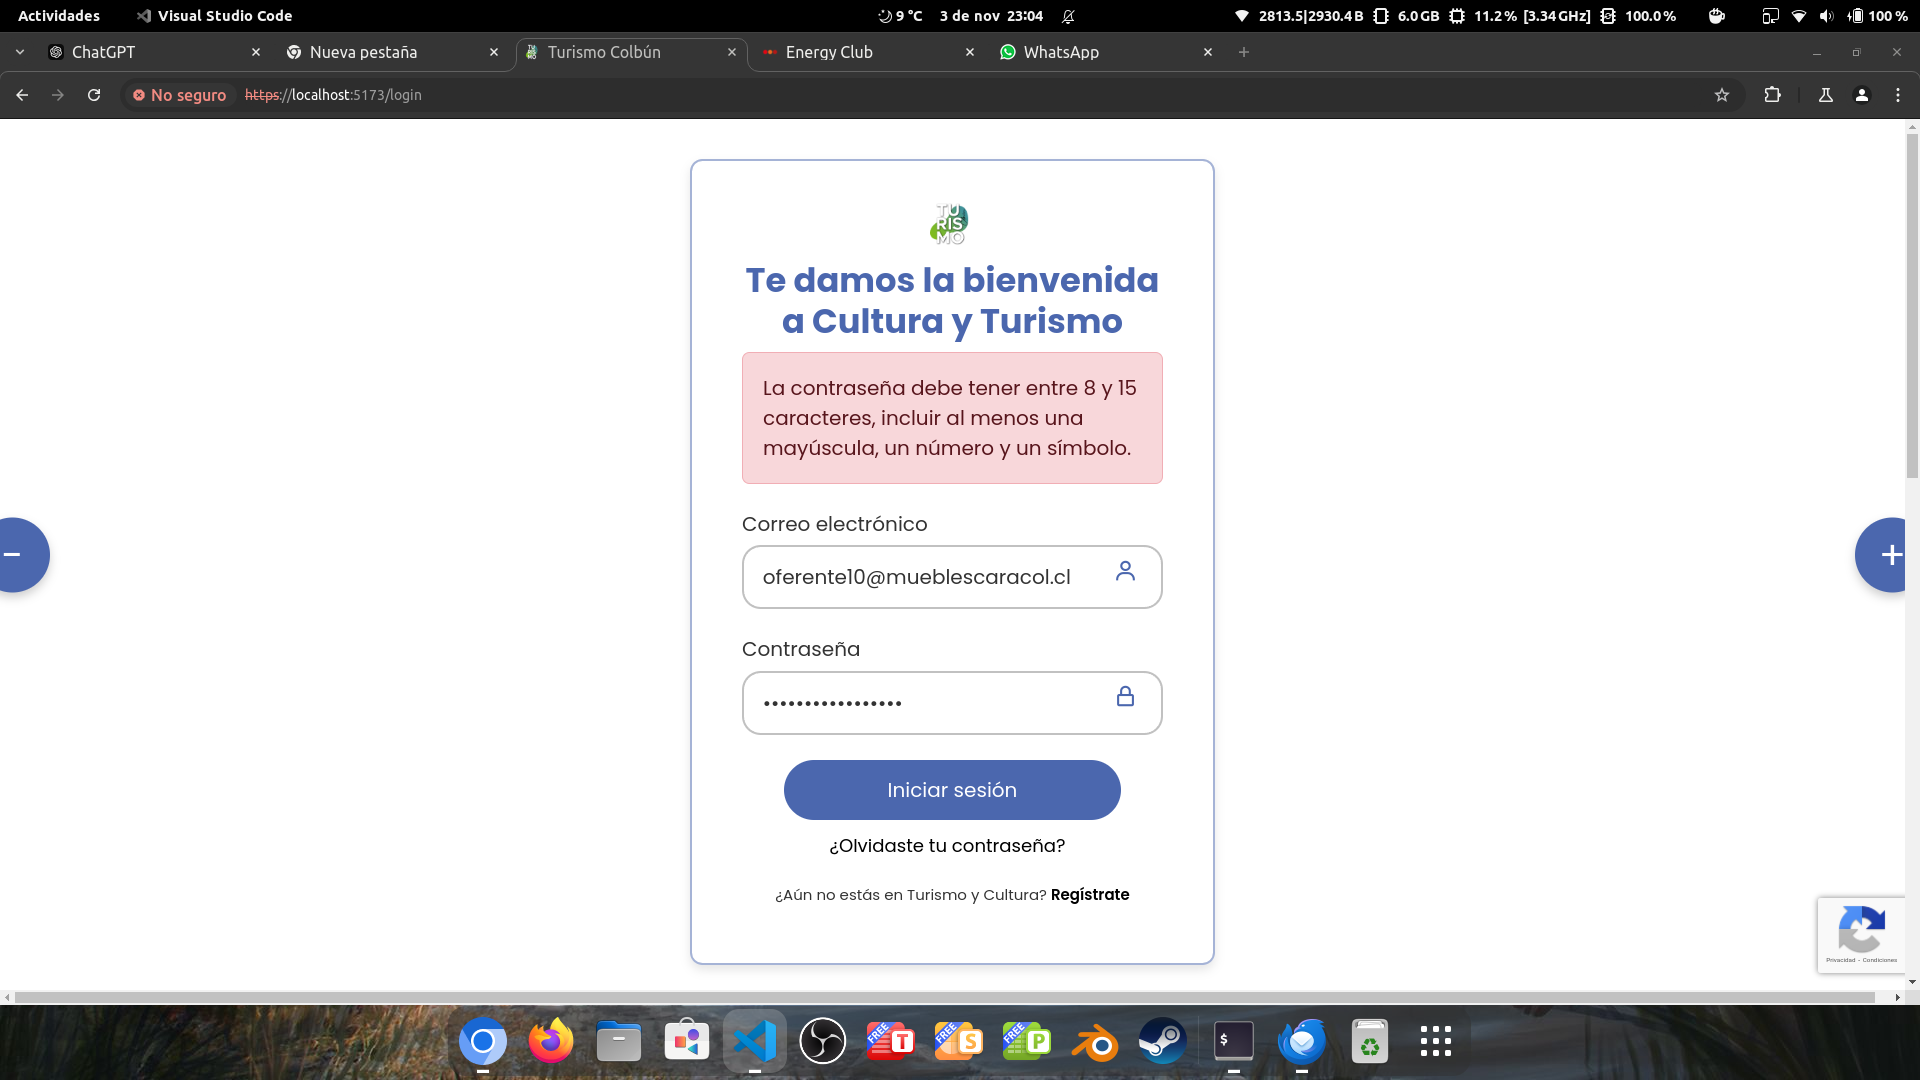 Actividades
Visual Studio Code
9 °C
3 de nov 23:04
2813.5|2930.4 B
6.0 GB
11.2 % [3.34 GHz]
100.0 %
100 %
ChatGPT
Nueva pestaña
Turismo Colbún
Energy Club
WhatsApp
No seguro
https://localhost:5173/login
TU
RIS
MO
Te damos la bienvenida
a Cultura y Turismo
La contraseña debe tener entre 8 y 15
caracteres, incluir al menos una
mayúscula, un número y un símbolo.
Correo electrónico
oferente10@mueblescaracol.cl
Contraseña
Iniciar sesión
¿Olvidaste tu contraseña?
¿Aún no estás en Turismo y Cultura? Regístrate
Privacidad - Condiciones
FREE T
FREE S
FREE P
$